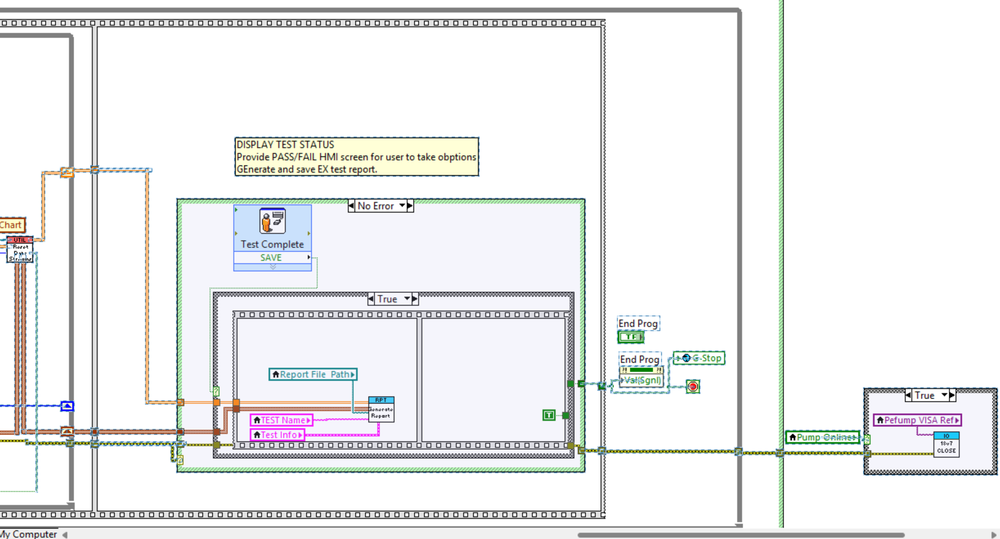 DISPLAY TEST STATUS
Provide PASS/FAIL HMI screen for user to take obptions
GEnerate and save EX test report.
No Error
Chart
UTIL
Reset
Data
Test Complete
SAVE
True
End Prog
TF
End Prog
G-Stop
Val(Sgnl)
Report File Path
RPT
Generate
Report
TEST Name
Test Info
T
True
Pefump VISA Ref
Pump Online
IO
18v7
CLOSE
My Computer